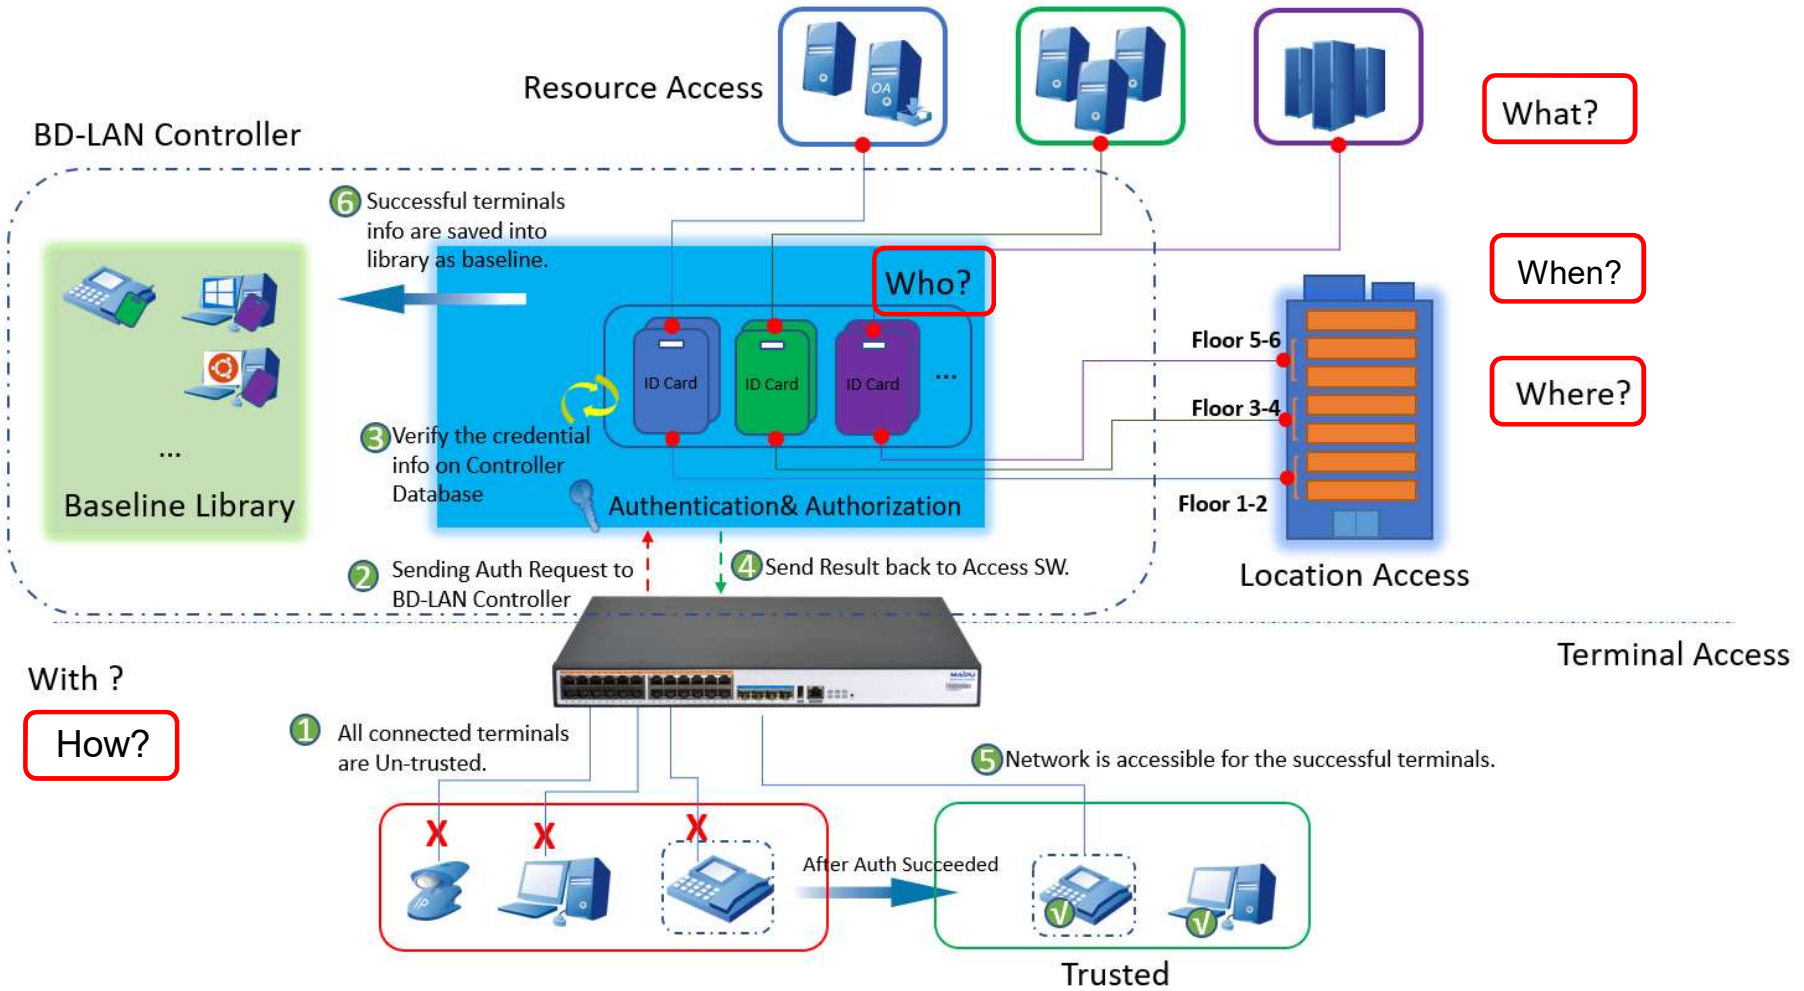 Resource Access
What?
BD-LAN Controller
OA
6
Successful terminals
info are saved into
library as baseline.
Who?
When?
Floor 5-6
ID Card
ID Card
ID Card
...
Where?
Floor 3-4
3
Verify the credential
info on Controller
Database
...
Baseline Library
Authentication& Authorization
Floor 1-2
2
Sending Auth Request to
BD-LAN Controller
4
Send Result back to Access SW.
Location Access
Terminal Access
With ?
How?
1
All connected terminals
are Un-trusted.
5
Network is accessible for the successful terminals.
X
X
X
IP
After Auth Succeeded
√
√
Trusted